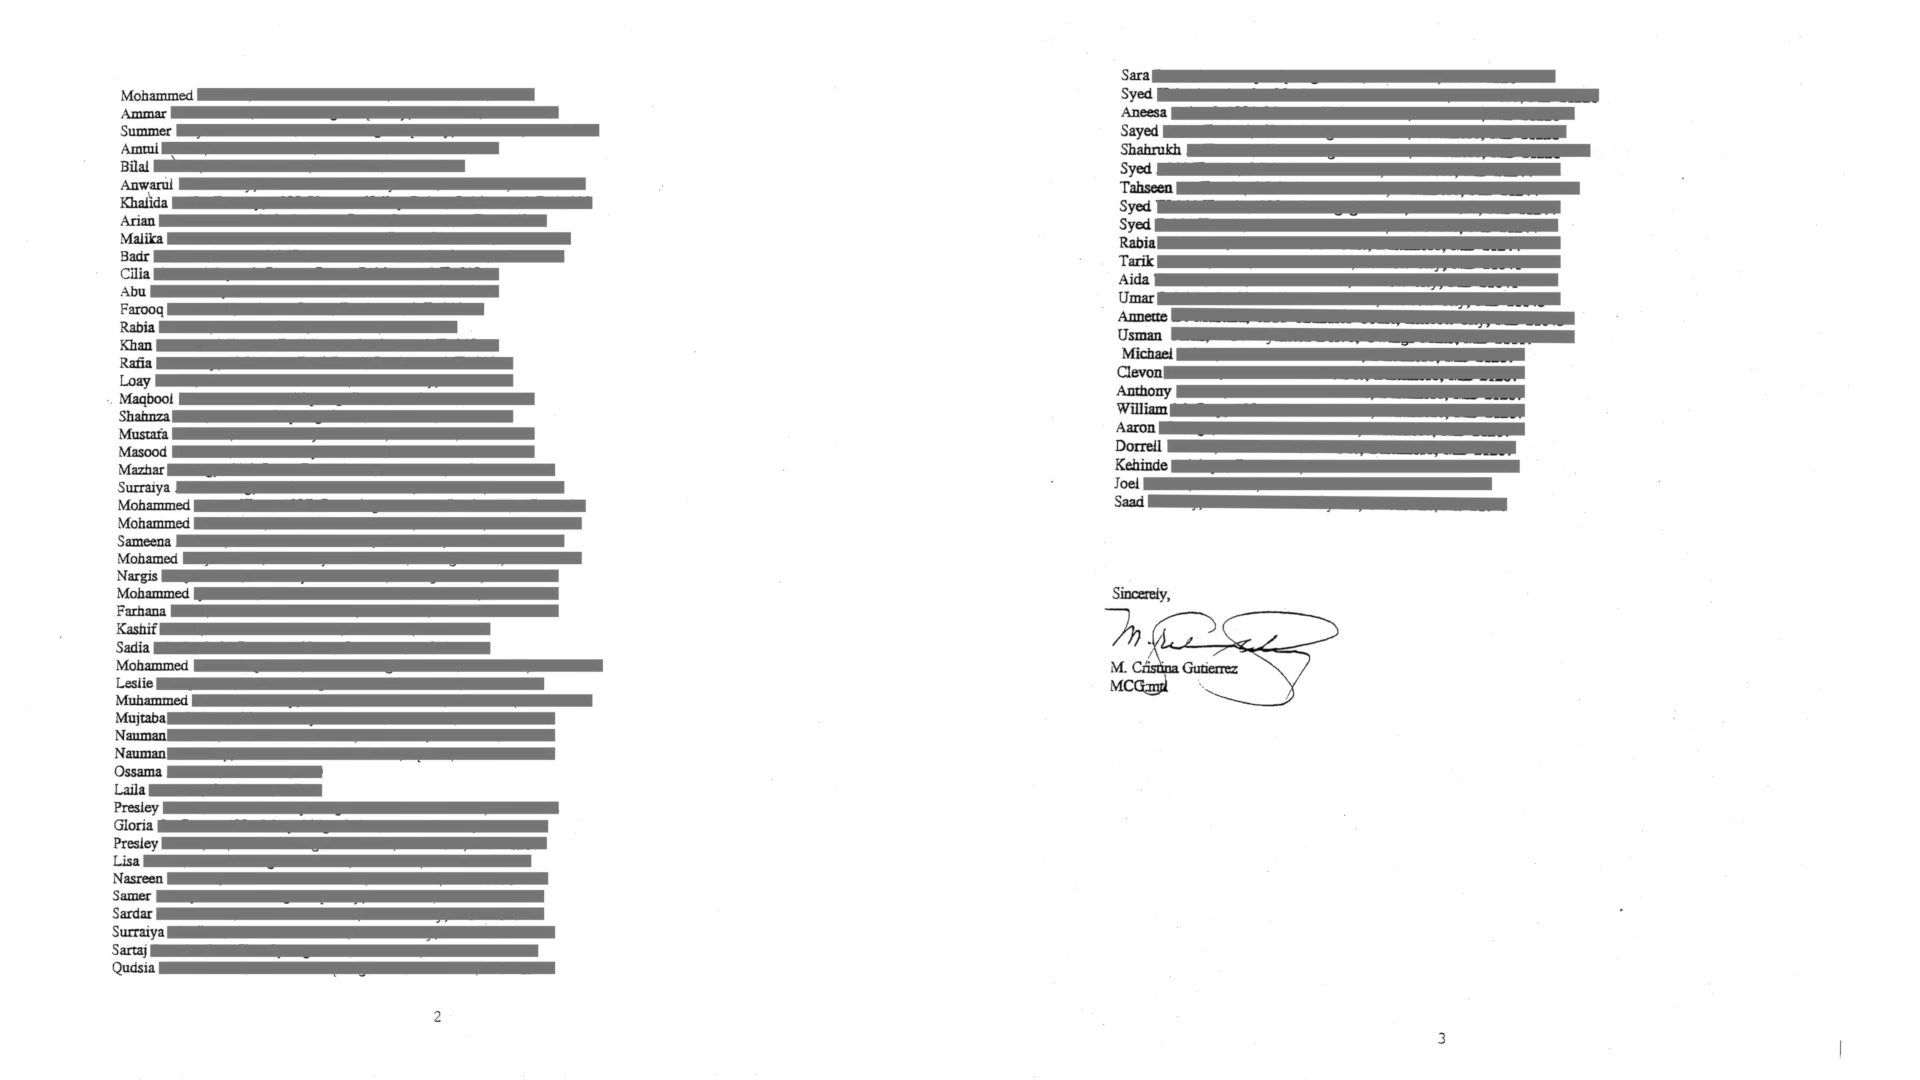 Mohammed
Ammar
Summer
Amtul
Bilal
Anwarul
Khalida
Arian
Malika
Badr
Cilia
Abu
Farooq
Rabia
Khan
Rafia
Loay
Maqbool
Shahnza
Mustafa
Masood
Mazhar
Surraiya
Mohammed
Mohammed
Sameena
Mohamed
Nargis
Mohammed
Farhana
Kashif
Sadia
Mohammed
Leslie
Muhammed
Mujtaba
Nauman
Nauman
Ossama
Laila
Presley
Gloria
Presley
Lisa
Nasreen
Samer
Sardar
Surraiya
Sartaj
Qudsia
2
Sara
Syed
Aneesa
Sayed
Shahrukh
Syed
Tahseen
Syed
Syed
Rabia
Tarik
Aida
Umar
Annette
Usman
Michael
Clevon
Anthony
William
Aaron
Dorrell
Kehinde
Joel
Saad
Sincerely,
M. Cristina Gutierrez
3